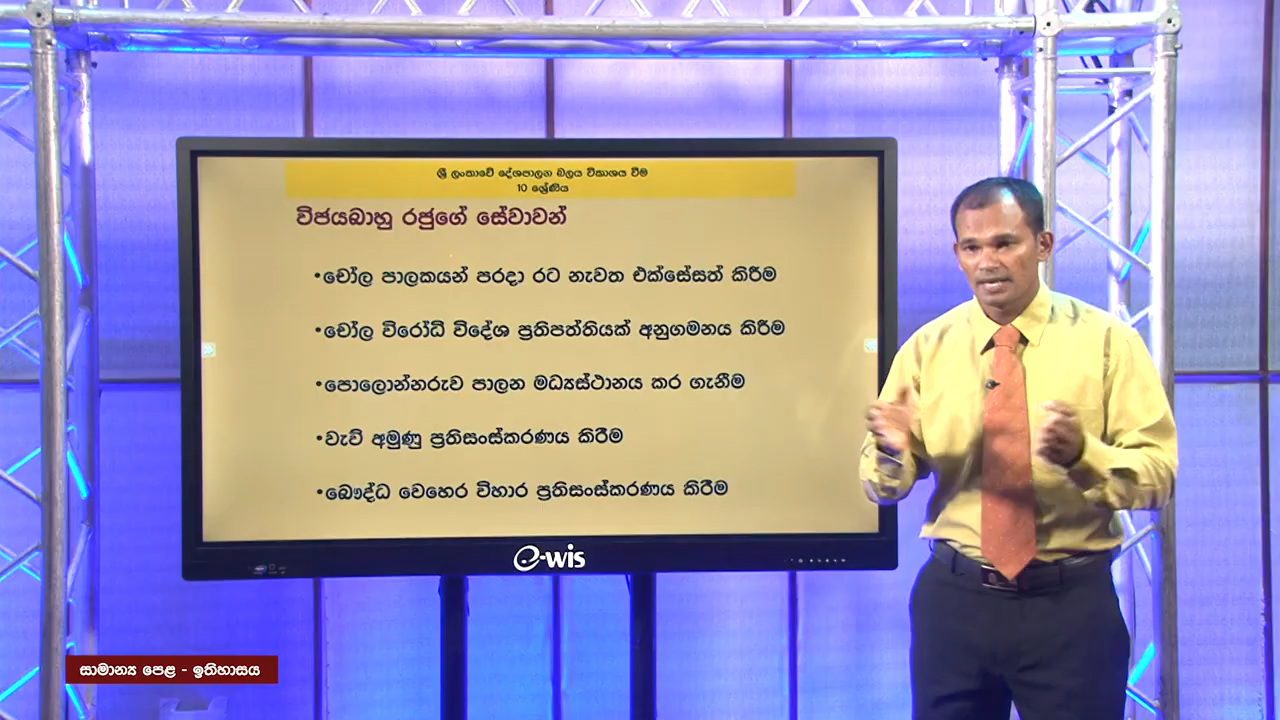 ශ්‍රී ලංකාවේ දේශපාලන බලය විකාශය වීම
10 ශ්‍රේණිය
විජයබාහු රජුගේ සේවාවන්
•චෝල පාලකයන් පරදා රට නැවත එක්සේසත් කිරීම
•චෝල විරෝධී විදේශ ප්‍රතිපත්තියක් අනුගමනය කිරීම
•පොලොන්නරුව පාලන මධ්‍යස්ථානය කර ගැනීම
•වැව් අමුණු ප්‍රතිසංස්කරණය කිරීම
•බෞද්ධ වෙහෙර විහාර ප්‍රතිසංස්කරණය කිරීම
e-wis
සාමාන්‍ය පෙළ - ඉතිහාසය